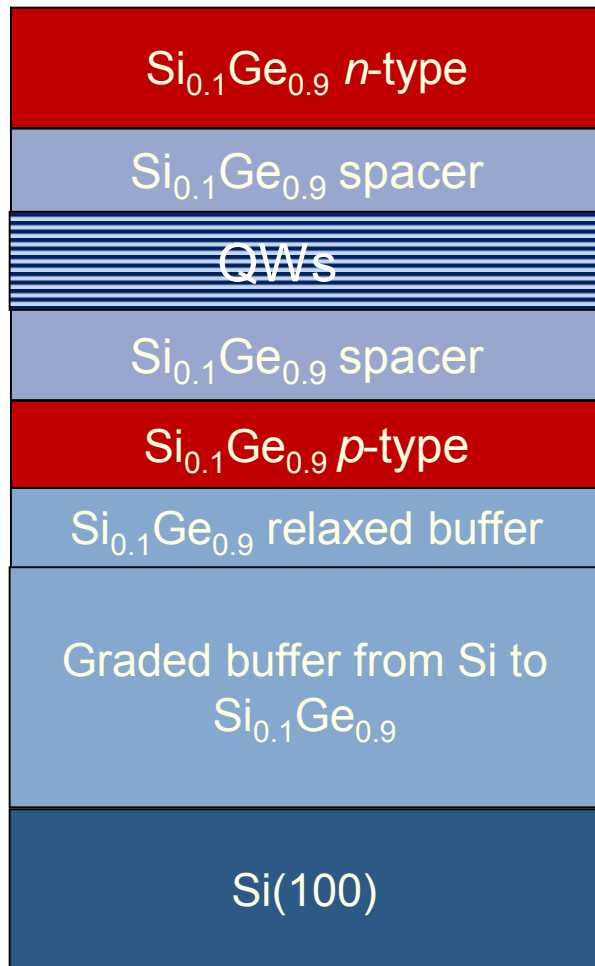 Si0.1Ge0.9 n-type
Si0.1Ge0.9 spacer
QWs
Si0.1Ge0.9 spacer
Si0.1Ge0.9 p-type
Si0.1Ge0.9 relaxed buffer
Graded buffer from Si to
Si0.1Ge0.9
Si(100)